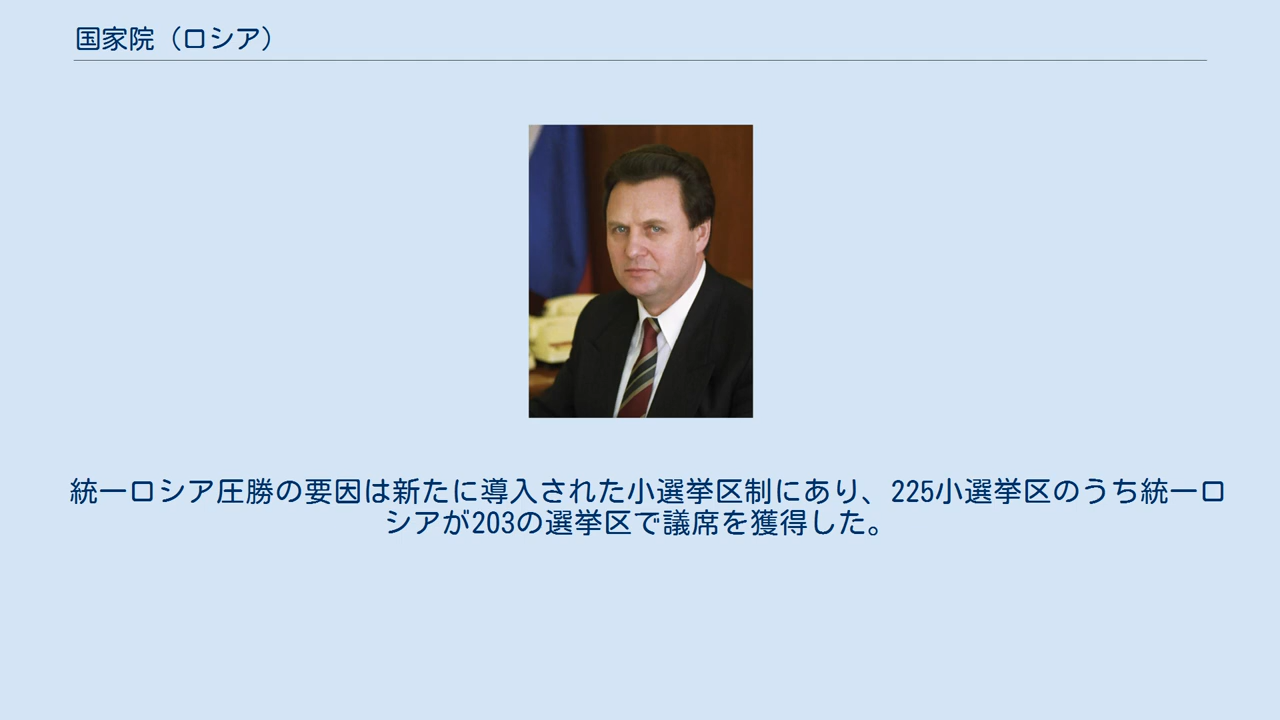 国家院（ロシア）
統一ロシア圧勝の要因は新たに導入された小選挙区制にあり、225小選挙区のうち統一ロ
シアが203の選挙区で議席を獲得した。